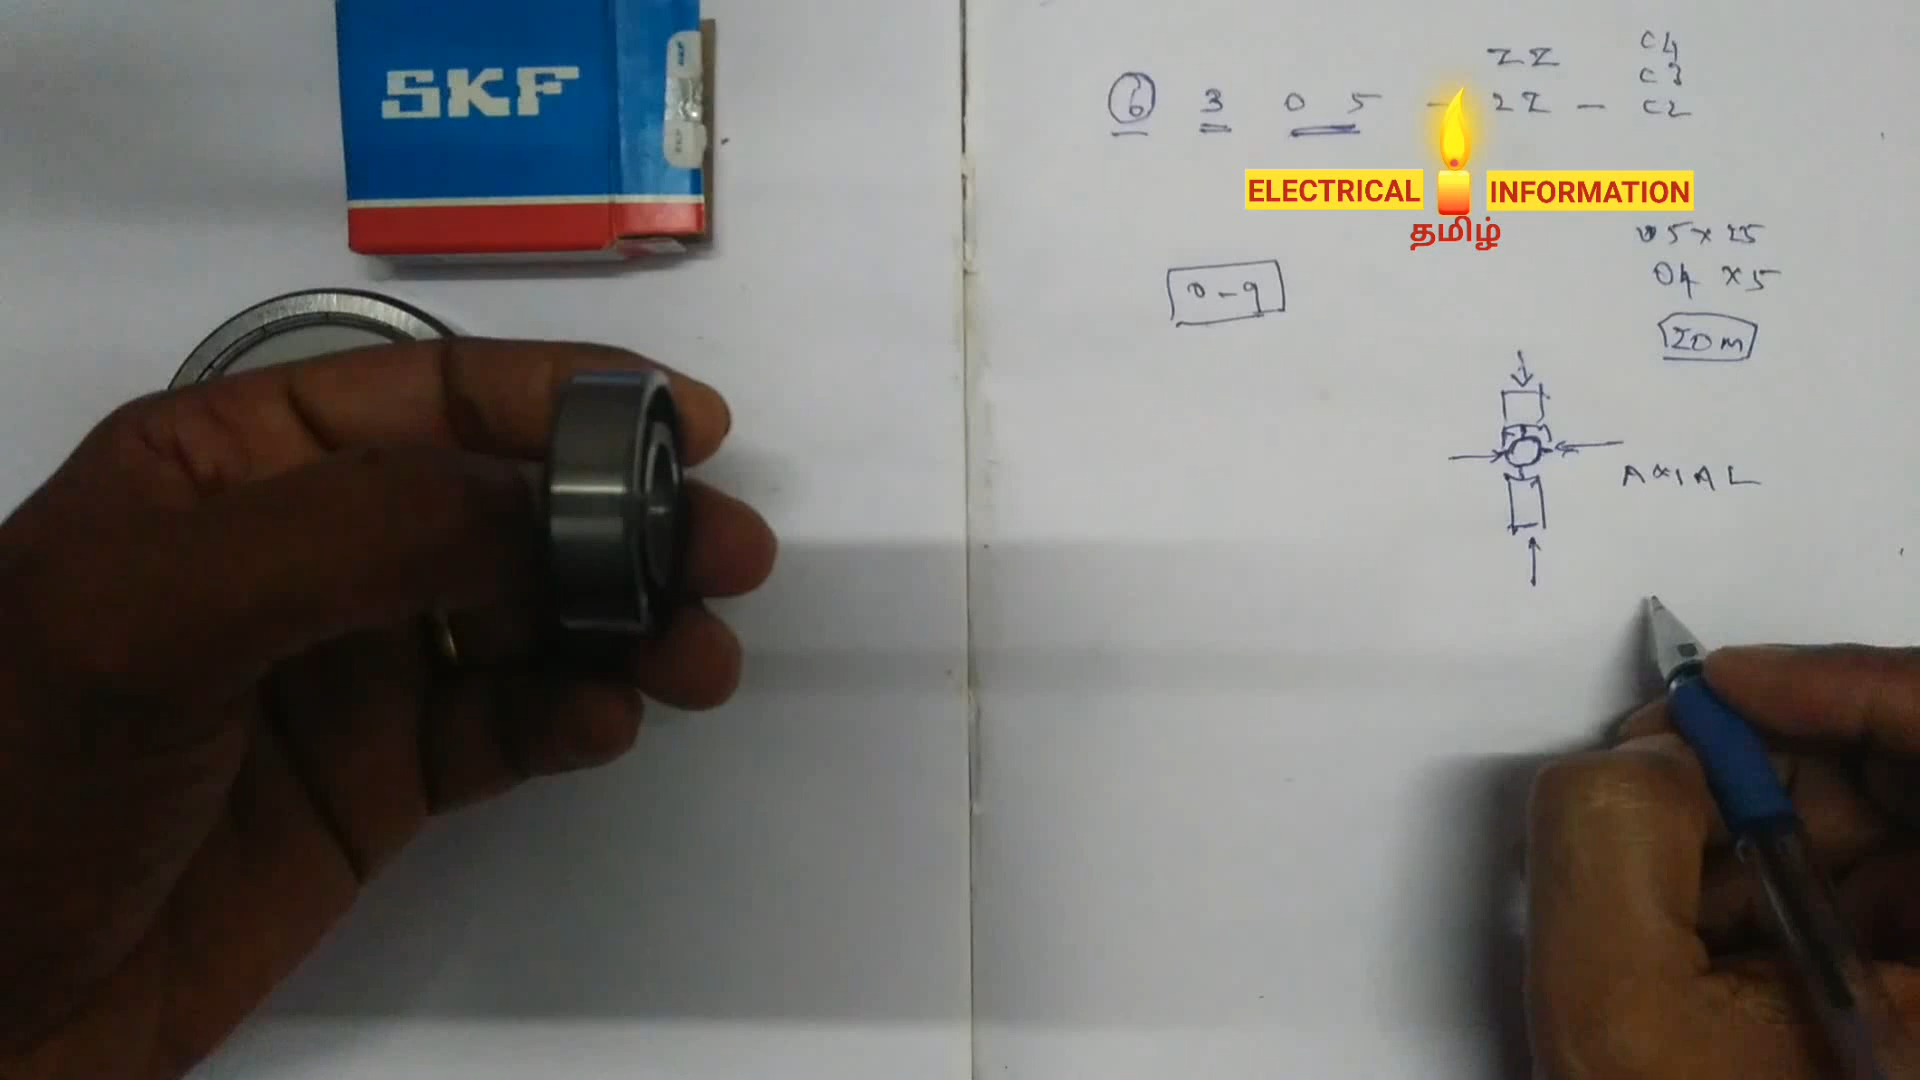 SKF
SKF
ZZ C4
C3
6 3 0 5 - 2Z - C2
ELECTRICAL INFORMATION
தமிழ்
05 x 25
0-9
04 x 5
20 m
AXIAL